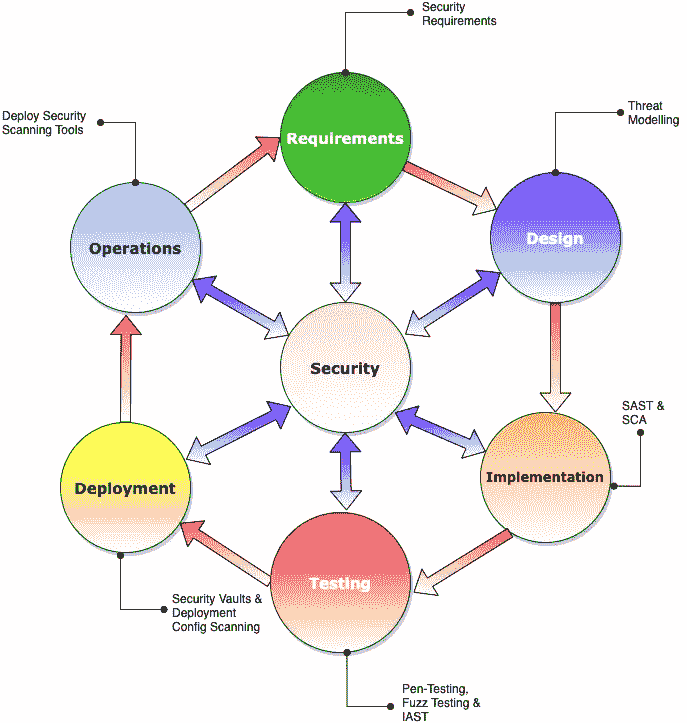 Security
Requirements
Deploy Security
Scanning Tools
Threat
Modelling
Requirements
Operations
Design
Security
SAST &
SCA
Deployment
Implementation
Testing
Security Vaults &
Deployment
Config Scanning
Pen-Testing,
Fuzz Testing &
IAST